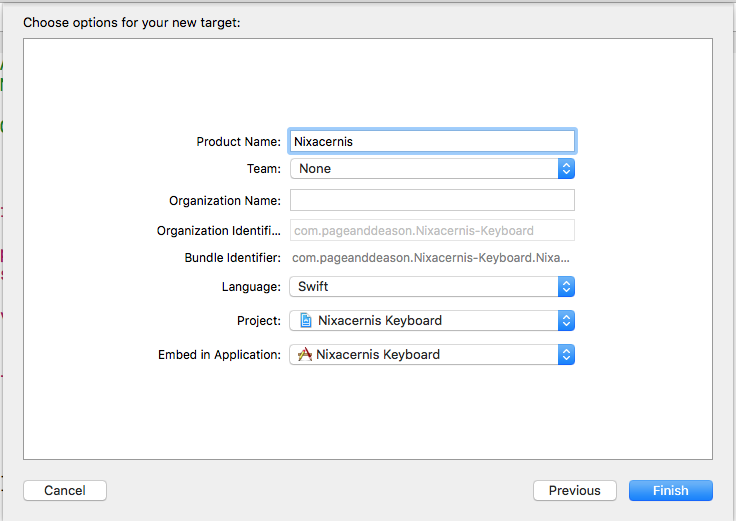 Choose options for your new target:
Product Name: Nixacernis
Team: None
Organization Name:
Organization Identifi... com.pageanddeason.Nixacernis-Keyboard
Bundle Identifier: com.pageanddeason.Nixacernis-Keyboard.Nixa...
Language: Swift
Project: Nixacernis Keyboard
Embed in Application: Nixacernis Keyboard
Cancel Previous Finish